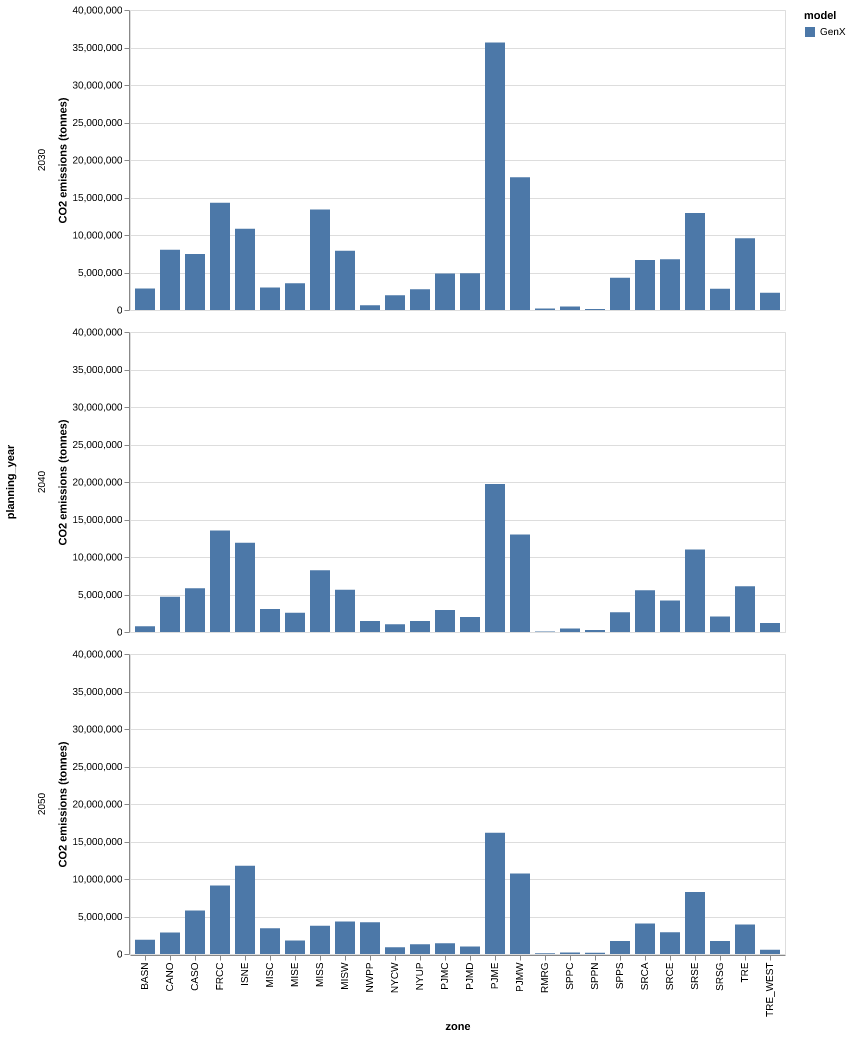 model
GenX
planning_year
2030
CO2 emissions (tonnes)
40,000,000
35,000,000
30,000,000
25,000,000
20,000,000
15,000,000
10,000,000
5,000,000
0
2040
CO2 emissions (tonnes)
40,000,000
35,000,000
30,000,000
25,000,000
20,000,000
15,000,000
10,000,000
5,000,000
0
2050
CO2 emissions (tonnes)
40,000,000
35,000,000
30,000,000
25,000,000
20,000,000
15,000,000
10,000,000
5,000,000
0
BASN
CANO
CASO
FRCC
ISNE
MISC
MISE
MISS
MISW
NWPP
NYCW
NYUP
PJMC
PJMD
PJME
PJMW
RMRG
SPPC
SPPN
SPPS
SRCA
SRCE
SRSE
SRSG
TRE
TRE_WEST
zone